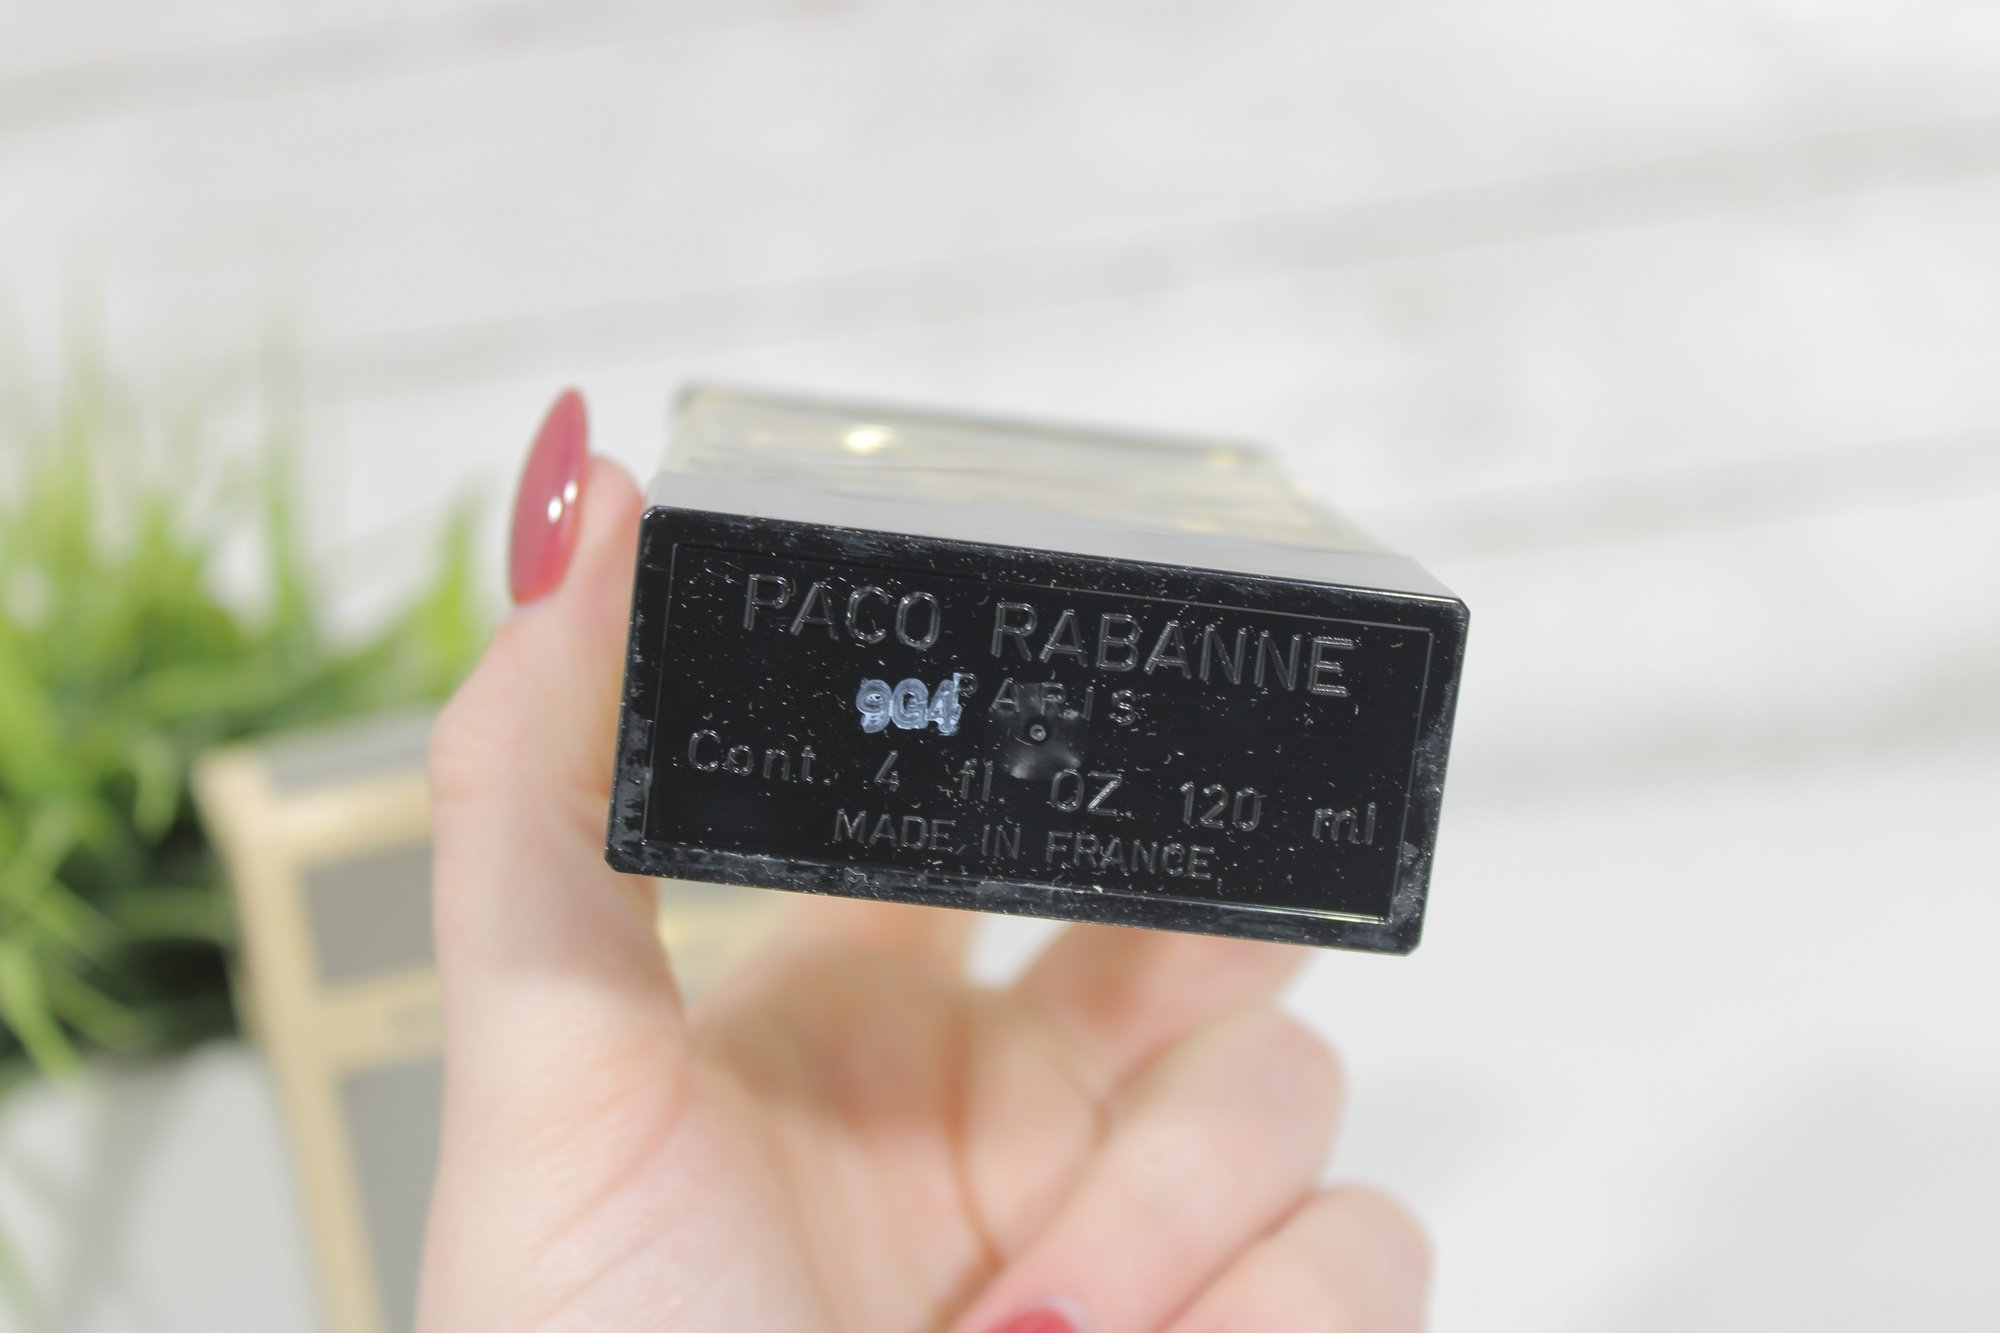 PACO RABANNE
PARIS
9G4
Cont. 4 fl. OZ. 120 ml
MADE IN FRANCE